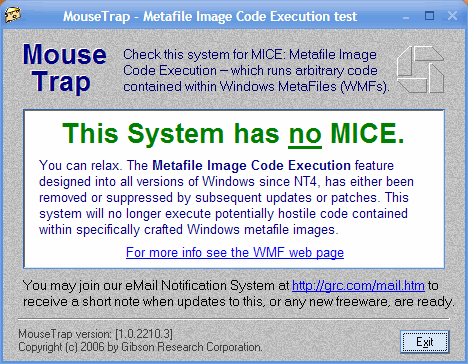 MouseTrap - Metafile Image Code Execution test
Mouse
Trap
Check this system for MICE: Metafile Image
Code Execution – which runs arbitrary code
contained within Windows MetaFiles (WMFs).
This System has no MICE.
You can relax. The Metafile Image Code Execution feature
designed into all versions of Windows since NT4, has either been
removed or suppressed by subsequent updates or patches. This
system will no longer execute potentially hostile code contained
within specifically crafted Windows metafile images.
For more info see the WMF web page
You may join our eMail Notification System at http://grc.com/mail.htm to
receive a short note when updates to this, or any new freeware, are ready.
MouseTrap version: [1.0.2210.3]
Copyright (c) 2006 by Gibson Research Corporation.
Exit